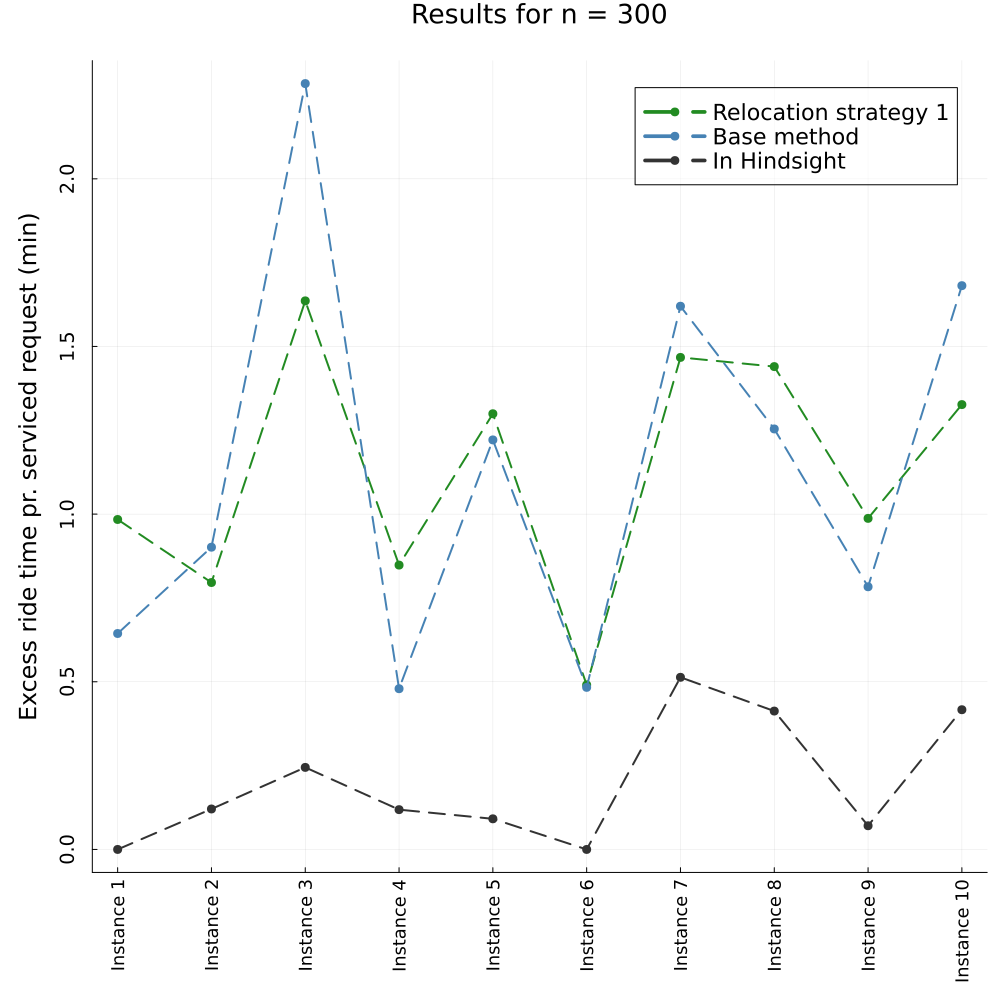 Results for n = 300
Relocation strategy 1
Base method
In Hindsight
Excess ride time pr. serviced request (min)
2.0
1.5
1.0
0.5
0.0
Instance 1
Instance 2
Instance 3
Instance 4
Instance 5
Instance 6
Instance 7
Instance 8
Instance 9
Instance 10